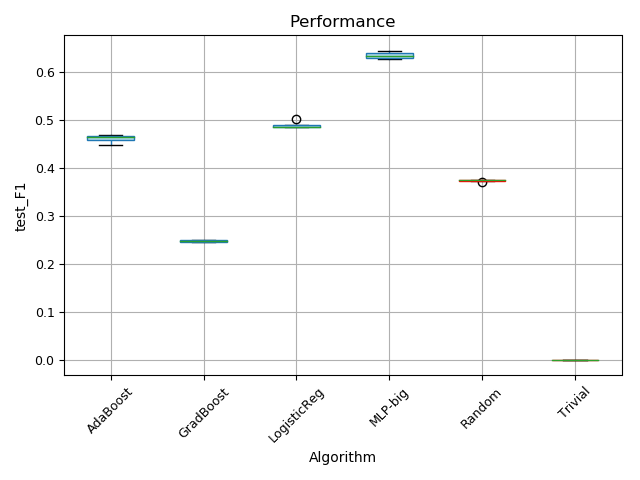 Performance
test_F1
0.6
0.5
0.4
0.3
0.2
0.1
0.0
AdaBoost
GradBoost
LogisticReg
MLP-big
Random
Trivial
Algorithm